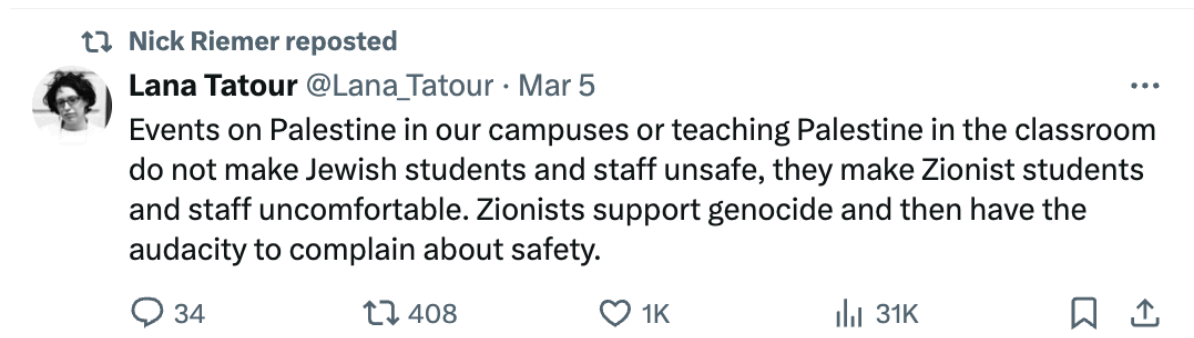 Nick Riemer reposted
Lana Tatour @Lana_Tatour · Mar 5
Events on Palestine in our campuses or teaching Palestine in the classroom
do not make Jewish students and staff unsafe, they make Zionist students
and staff uncomfortable. Zionists support genocide and then have the
audacity to complain about safety.
34 408 1K 31K